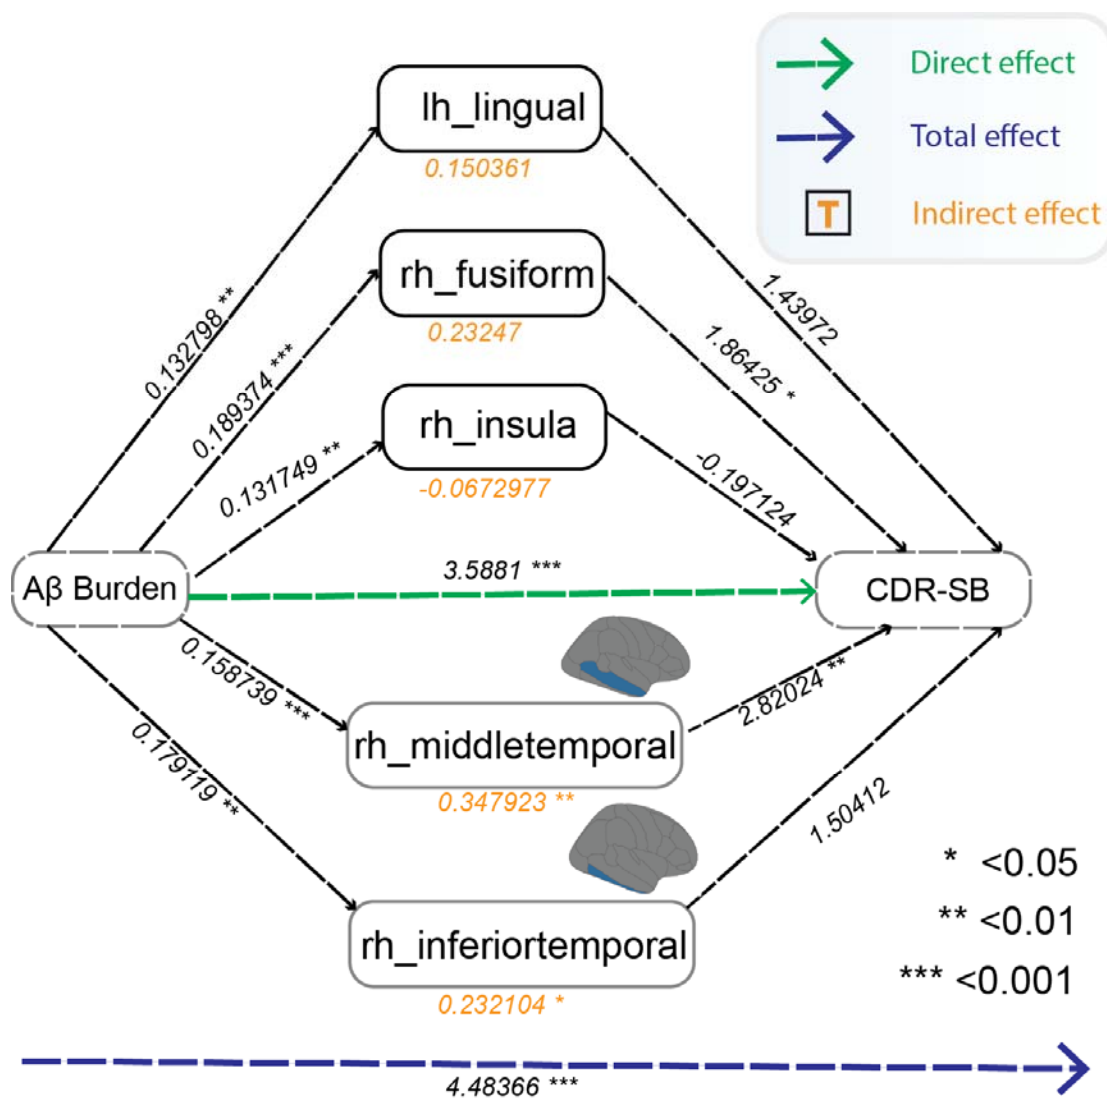 Direct effect
Total effect
T Indirect effect
lh_lingual
0.150361
0.132798 **
1.43972
rh_fusiform
0.23247
0.189374 ***
1.86425 *
rh_insula
-0.0672977
0.131749 **
-0.197124
Aβ Burden
3.5881 ***
CDR-SB
0.158739 ***
rh_middletemporal
0.347923 **
2.82024 **
0.179119 **
rh_inferiortemporal
0.232104 *
1.50412
* <0.05
** <0.01
*** <0.001
4.48366 ***